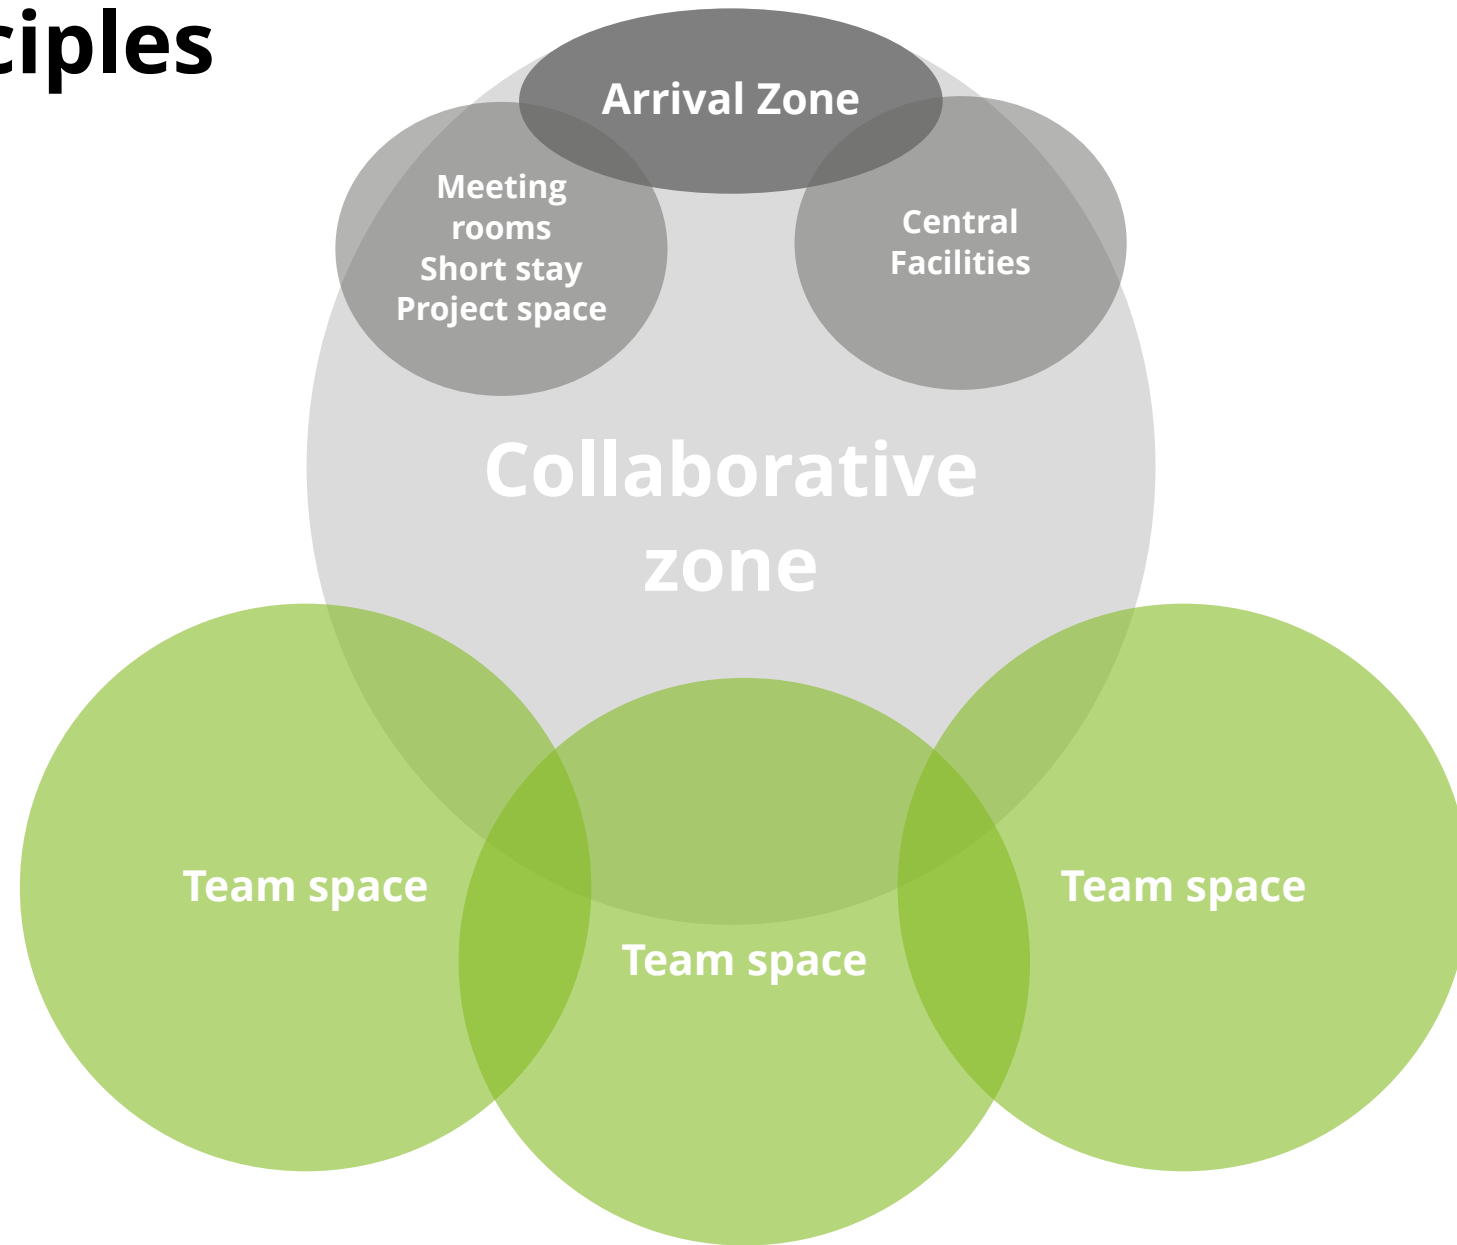 ciples
Arrival Zone
Meeting
rooms
Short stay
Project space
Central
Facilities
Collaborative
zone
Team space
Team space
Team space